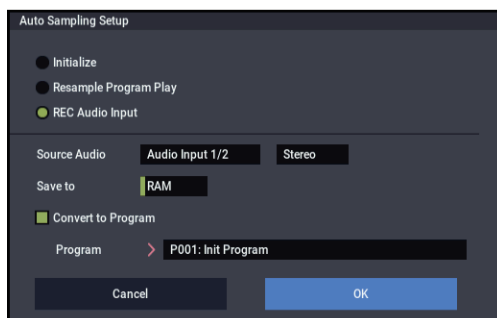 Auto Sampling Setup
Initialize
Resample Program Play
REC Audio Input
Source Audio Audio Input 1/2 Stereo
Save to RAM
Convert to Program
Program P001: Init Program
Cancel OK